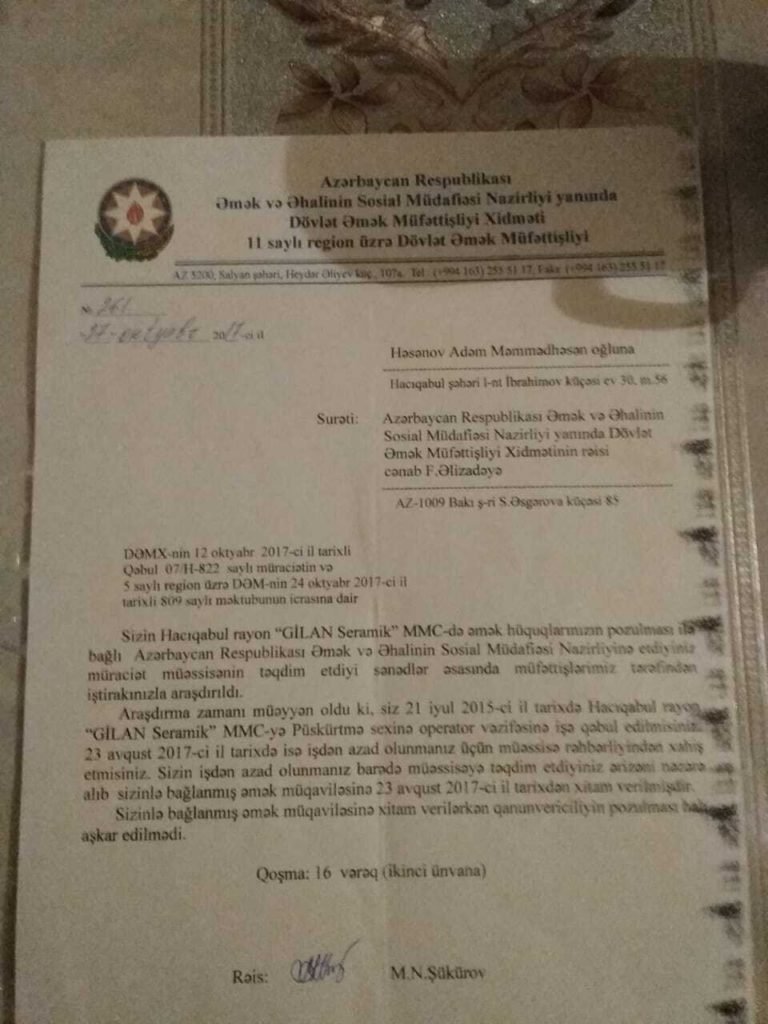 Azərbaycan Respublikası
Əmək və Əhalinin Sosial Müdafiəsi Nazirliyi yanında
Dövlət Əmək Müfəttişliyi Xidməti
11 saylı region üzrə Dövlət Əmək Müfəttişliyi
AZ 5200, Salyan şəhəri, Heydər Əliyev küç., 107a. Tel: (+994 163) 255 51 17, Faks: (+994 163) 255 51 17
№ 261
27-октября 2017-ci il
Həsənov Adəm Məmmədhəsən oğluna
Hacıqabul şəhəri l-nt İbrahimov küçəsi ev 30, m.56
Surəti: Azərbaycan Respublikası Əmək və Əhalinin
Sosial Müdafiəsi Nazirliyi yanında Dövlət
Əmək Müfəttişliyi Xidmətinin rəisi
cənab F.Əlizadəyə
AZ-1009 Bakı ş-ri S.Əsgərova küçəsi 85
DƏMX-nin 12 oktyabr 2017-ci il tarixli
Qəbul 07/H-822 saylı müraciətin və
5 saylı region üzrə DƏM-nin 24 oktyabr 2017-ci il
tarixli 809 saylı məktubunun icrasına dair
Sizin Hacıqabul rayon “GİLAN Seramik” MMC-də əmək hüquqlarınızın pozulması ilə
bağlı Azərbaycan Respublikası Əmək və Əhalinin Sosial Müdafiəsi Nazirliyinə etdiyiniz
müraciət müəssisənin təqdim etdiyi sənədlər əsasında müfəttişlərimiz tərəfindən
iştirakınızla araşdırıldı.
Araşdırma zamanı müəyyən oldu ki, siz 21 iyul 2015-ci il tarixdə Hacıqabul rayon
“GİLAN Seramik” MMC-yə Püskürtmə sexinə operator vəzifəsinə işə qəbul edilmisiniz.
23 avqust 2017-ci il tarixdə isə işdən azad olunmanız üçün müəssisə rəhbərliyindən xahiş
etmisiniz. Sizin işdən azad olunmanız barədə müəssisəyə təqdim etdiyiniz ərizəni nəzərə
alıb sizinlə bağlanmış əmək müqaviləsinə 23 avqust 2017-ci il tarixdən xitam verilmişdir.
Sizinlə bağlanmış əmək müqaviləsinə xitam verilərkən qanunvericiliyin pozulması halı
aşkar edilmədi.
Qoşma: 16 vərəq (ikinci ünvana)
Rəis: M.N.Şükürov